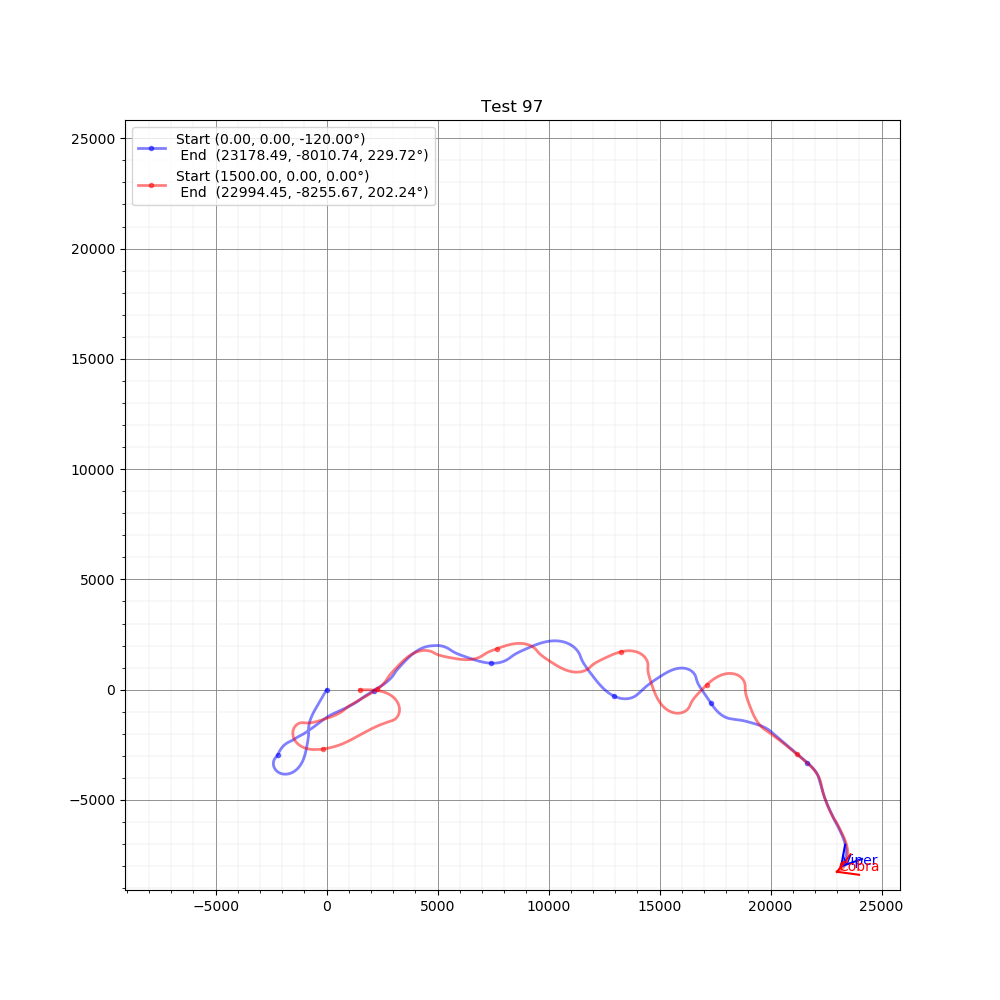 Test 97
Start (0.00, 0.00, -120.00°)
End (23178.49, -8010.74, 229.72°)
Start (1500.00, 0.00, 0.00°)
End (22994.45, -8255.67, 202.24°)
25000
20000
15000
10000
5000
0
−5000
Viper
Cobra
−5000 0 5000 10000 15000 20000 25000